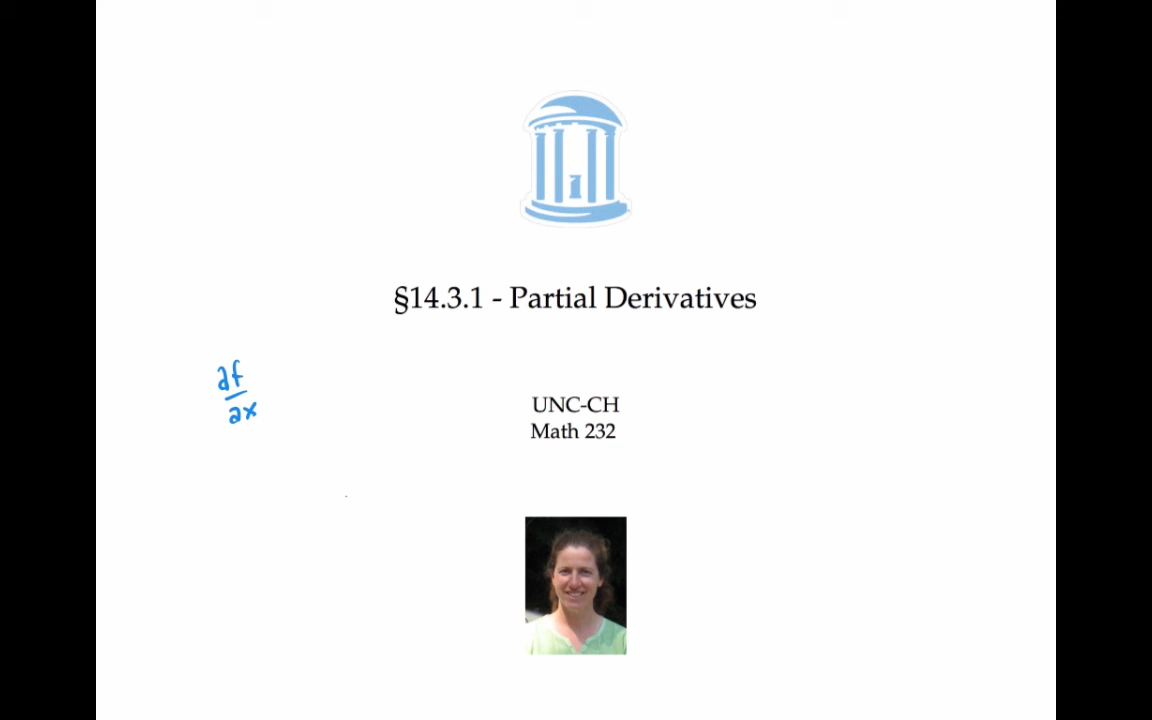 §14.3.1 - Partial Derivatives
∂f
∂x
UNC-CH
Math 232